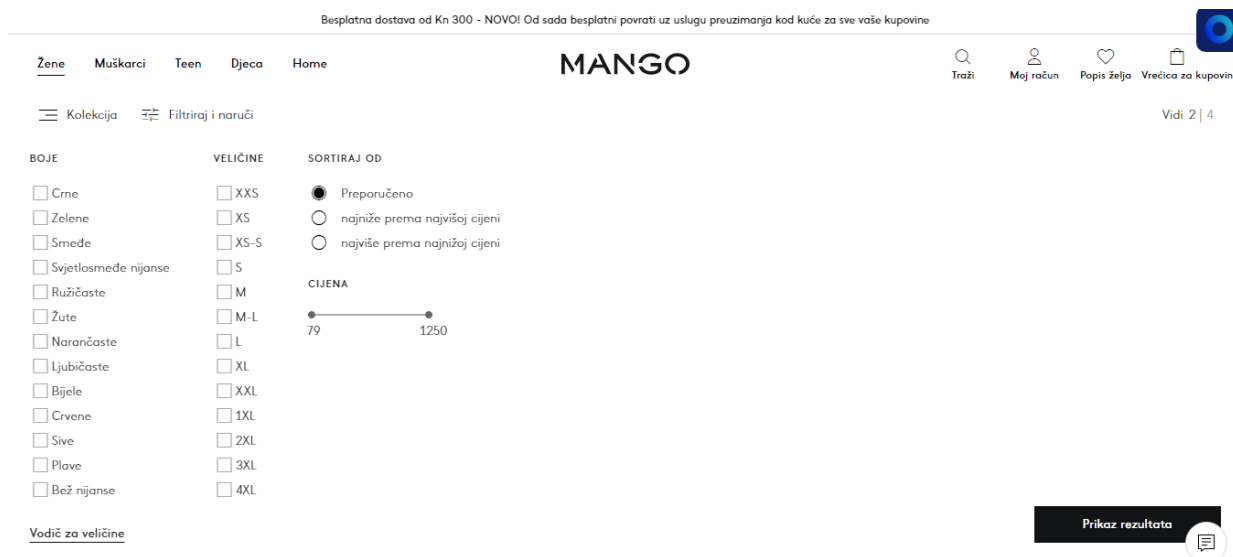 Besplatna dostava od Kn 300 - NOVO! Od sada besplatni povrati uz uslugu preuzimanja kod kuće za sve vaše kupovine
Žene Muškarci Teen Djeca Home
MANGO
Traži Moj račun Popis želja Vrećica za kupovin
Kolekcija Filtriraj i naruči
Vidi 2 | 4
BOJE
Crne
Zelene
Smeđe
Svjetlosmeđe nijanse
Ružičaste
Žute
Narančaste
Ljubičaste
Bijele
Crvene
Sive
Plave
Bež nijanse
Vodič za veličine
VELIČINE
XXS
XS
XS-S
S
M
M-L
L
XL
XXL
1XL
2XL
3XL
4XL
SORTIRAJ OD
Preporučeno
najniže prema najvišoj cijeni
najviše prema najnižoj cijeni
CIJENA
79 1250
Prikaz rezultata